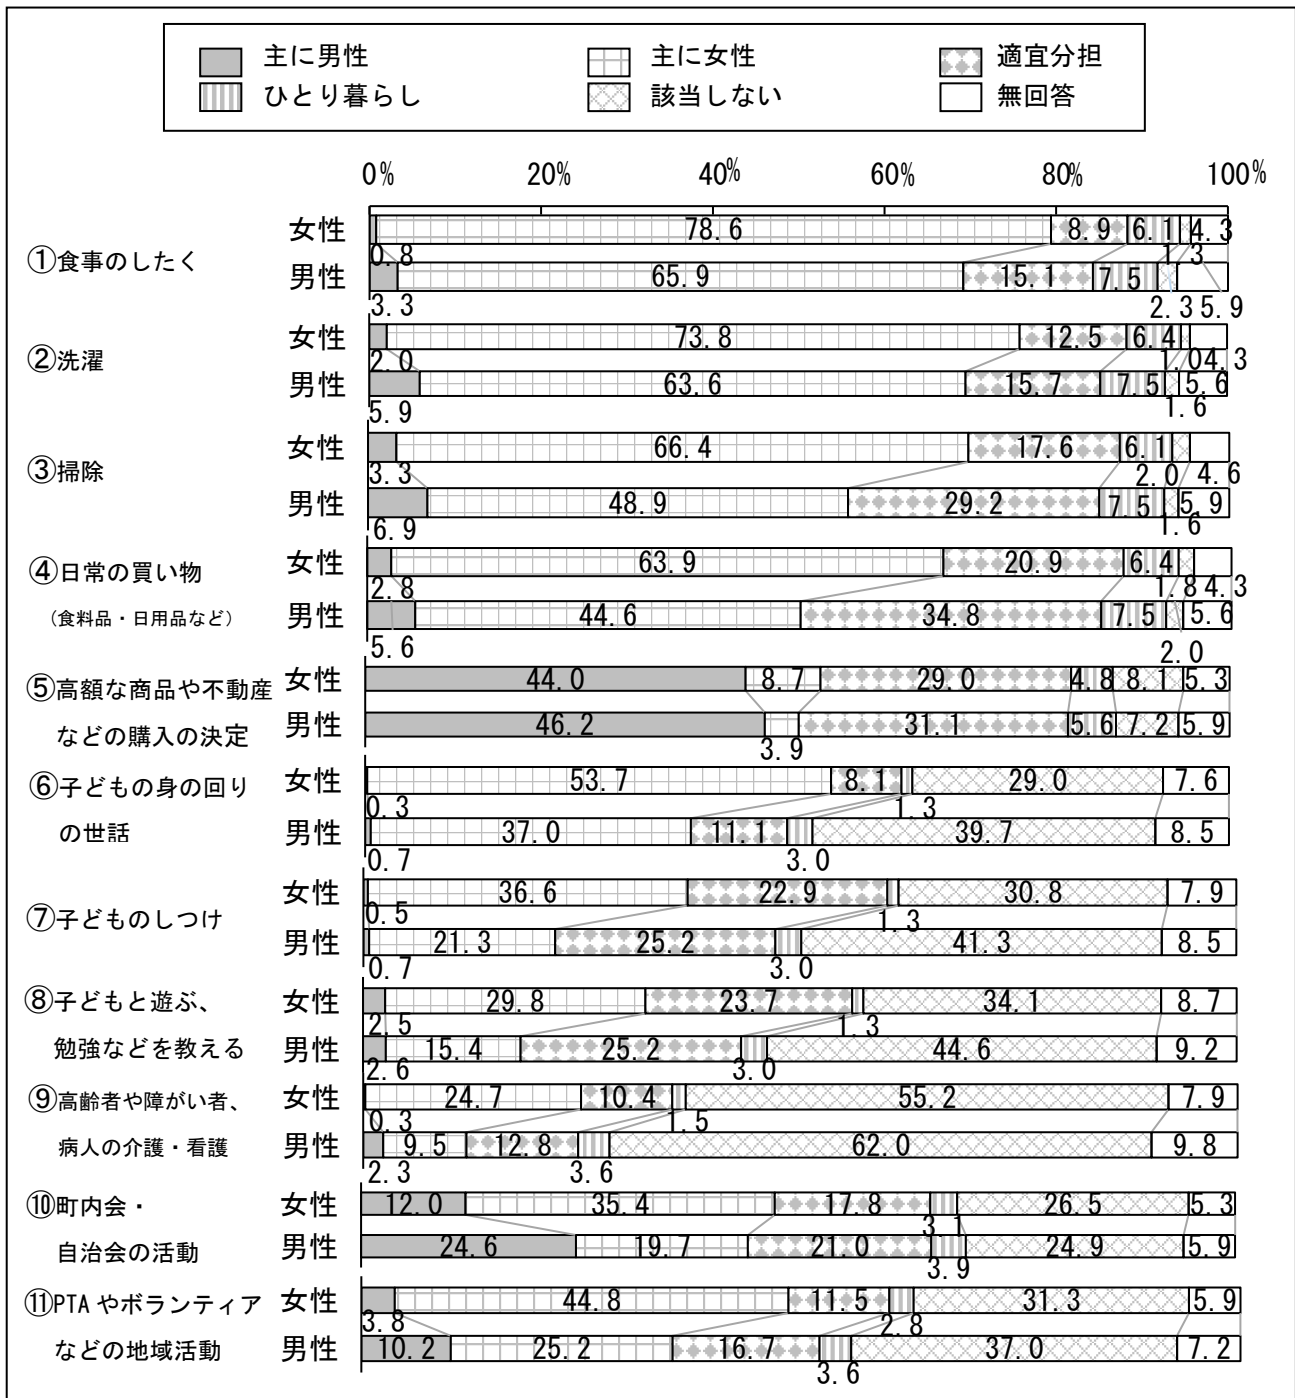 主に男性 主に女性 適宜分担
ひとり暮らし 該当しない 無回答
0% 20% 40% 60% 80% 100%
①食事のしたく
女性 0.8 78.6 8.9 6.1 1.3 4.3
男性 3.3 65.9 15.1 7.5 2.3 5.9
②洗濯
女性 2.0 73.8 12.5 6.4 1.0 4.3
男性 5.9 63.6 15.7 7.5 1.6 5.6
③掃除
女性 3.3 66.4 17.6 6.1 2.0 4.6
男性 6.9 48.9 29.2 7.5 1.6 5.9
④日常の買い物
(食料品・日用品など)
女性 2.8 63.9 20.9 6.4 1.8 4.3
男性 5.6 44.6 34.8 7.5 2.0 5.6
⑤高額な商品や不動産
などの購入の決定
女性 44.0 8.7 29.0 4.8 8.1 5.3
男性 46.2 3.9 31.1 5.6 7.2 5.9
⑥子どもの身の回り
の世話
女性 0.3 53.7 8.1 1.3 29.0 7.6
男性 0.7 37.0 11.1 3.0 39.7 8.5
⑦子どものしつけ
女性 0.5 36.6 22.9 1.3 30.8 7.9
男性 0.7 21.3 25.2 3.0 41.3 8.5
⑧子どもと遊ぶ、
勉強などを教える
女性 2.5 29.8 23.7 1.3 34.1 8.7
男性 2.6 15.4 25.2 3.0 44.6 9.2
⑨高齢者や障がい者、
病人の介護・看護
女性 0.3 24.7 10.4 1.5 55.2 7.9
男性 2.3 9.5 12.8 3.6 62.0 9.8
⑩町内会・
自治会の活動
女性 12.0 35.4 17.8 3.1 26.5 5.3
男性 24.6 19.7 21.0 3.9 24.9 5.9
⑪PTAやボランティア
などの地域活動
女性 3.8 44.8 11.5 2.8 31.3 5.9
男性 10.2 25.2 16.7 3.6 37.0 7.2